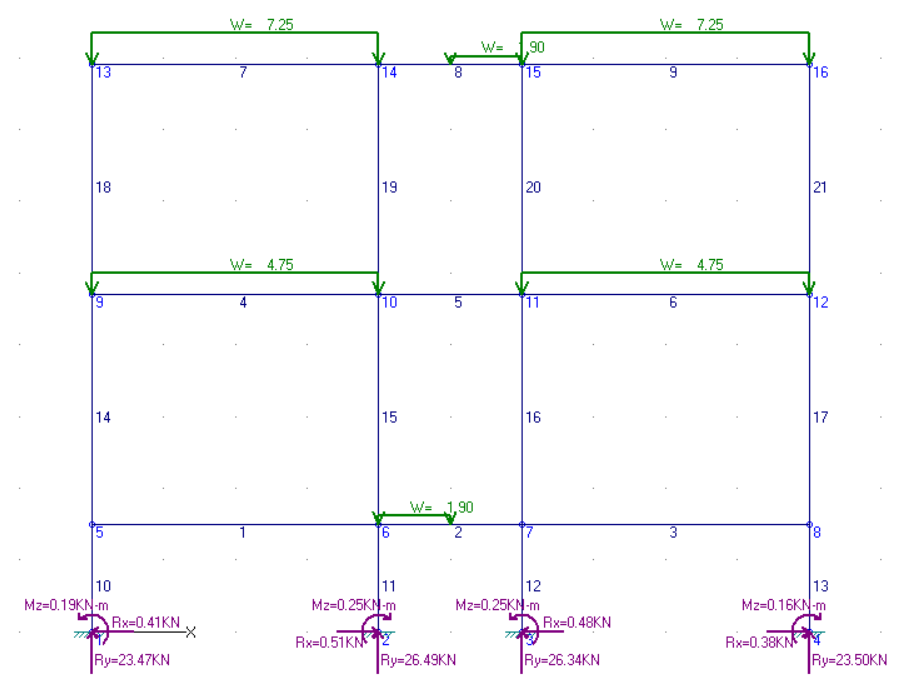 W= 7.25
W= 7.25
W= .90
13
7
14
8
15
9
16
18
19
20
21
W= 4.75
W= 4.75
9
4
10
5
11
6
12
14
15
16
17
W= 1.90
5
1
6
2
7
3
8
10
11
12
13
Mz=0.19KN-m
Mz=0.25KN-m
Mz=0.25KN-m
Mz=0.16KN-m
Rx=0.41KN
Rx=0.51KN
Rx=0.48KN
Rx=0.38KN
X
1
2
3
4
Ry=23.47KN
Ry=26.49KN
Ry=26.34KN
Ry=23.50KN